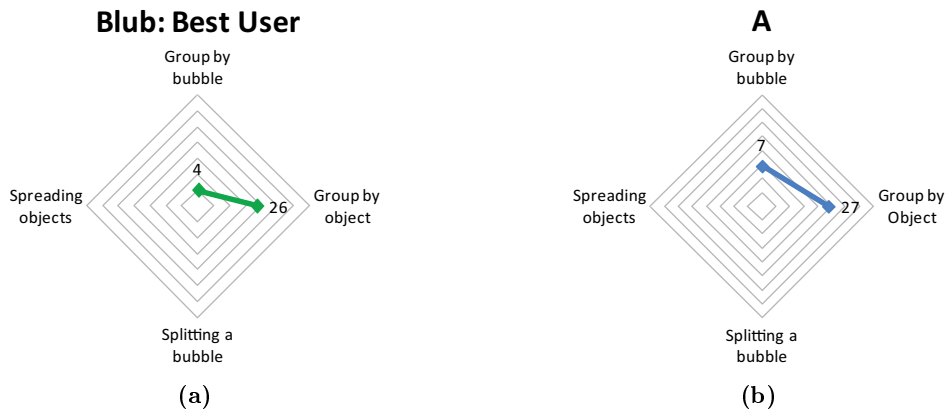 Blub: Best User
Group by
bubble
4
Spreading
objects
26
Group by
object
Splitting a
bubble
(a)
A
Group by
bubble
7
Spreading
objects
27
Group by
Object
Splitting a
bubble
(b)